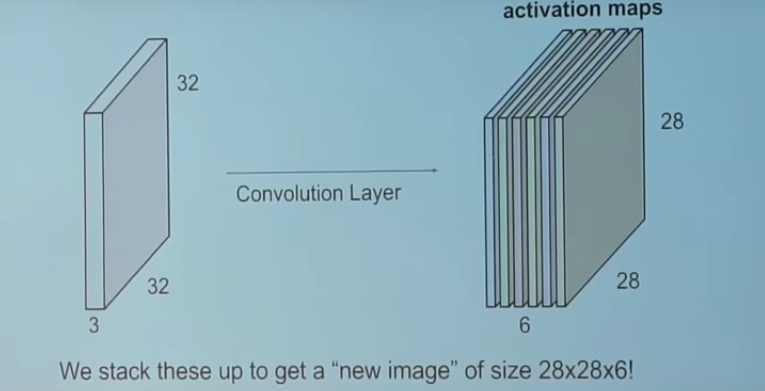 activation maps
32
28
Convolution Layer
32
28
3
6
We stack these up to get a “new image” of size 28x28x6!